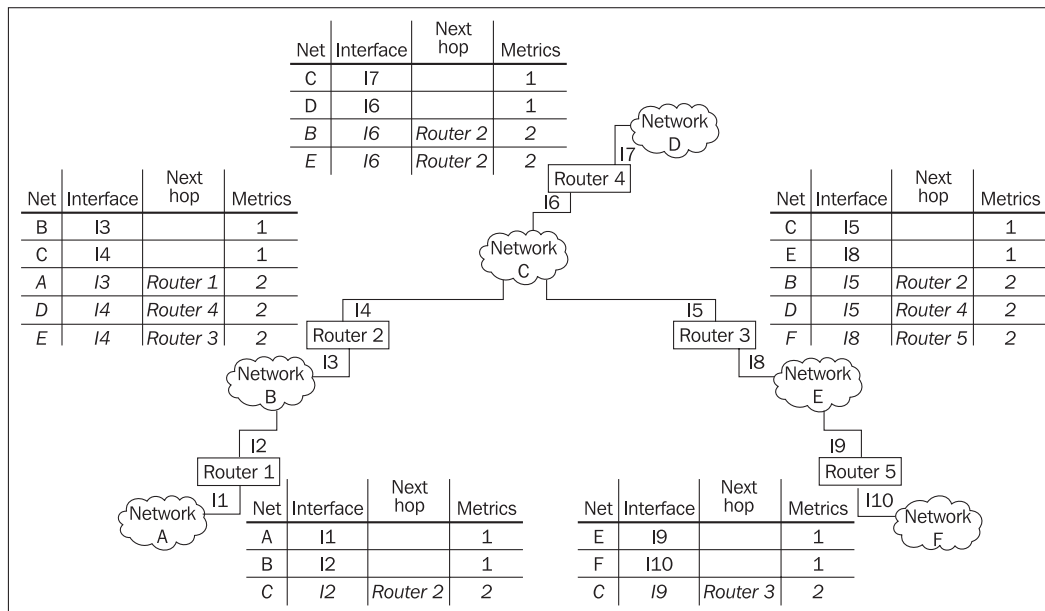 Net Interface Next hop Metrics
C I7 1
D I6 1
B I6 Router 2 2
E I6 Router 2 2
Network D
I7
Router 4
I6
Network C
Net Interface Next hop Metrics
B I3 1
C I4 1
A I3 Router 1 2
D I4 Router 4 2
E I4 Router 3 2
Net Interface Next hop Metrics
C I5 1
E I8 1
B I5 Router 2 2
D I5 Router 4 2
F I8 Router 5 2
I4
Router 2
I3
I5
Router 3
I8
Network B
Network E
I2
Router 1
I1
Network A
I9
Router 5
I10
Network F
Net Interface Next hop Metrics
A I1 1
B I2 1
C I2 Router 2 2
Net Interface Next hop Metrics
E I9 1
F I10 1
C I9 Router 3 2